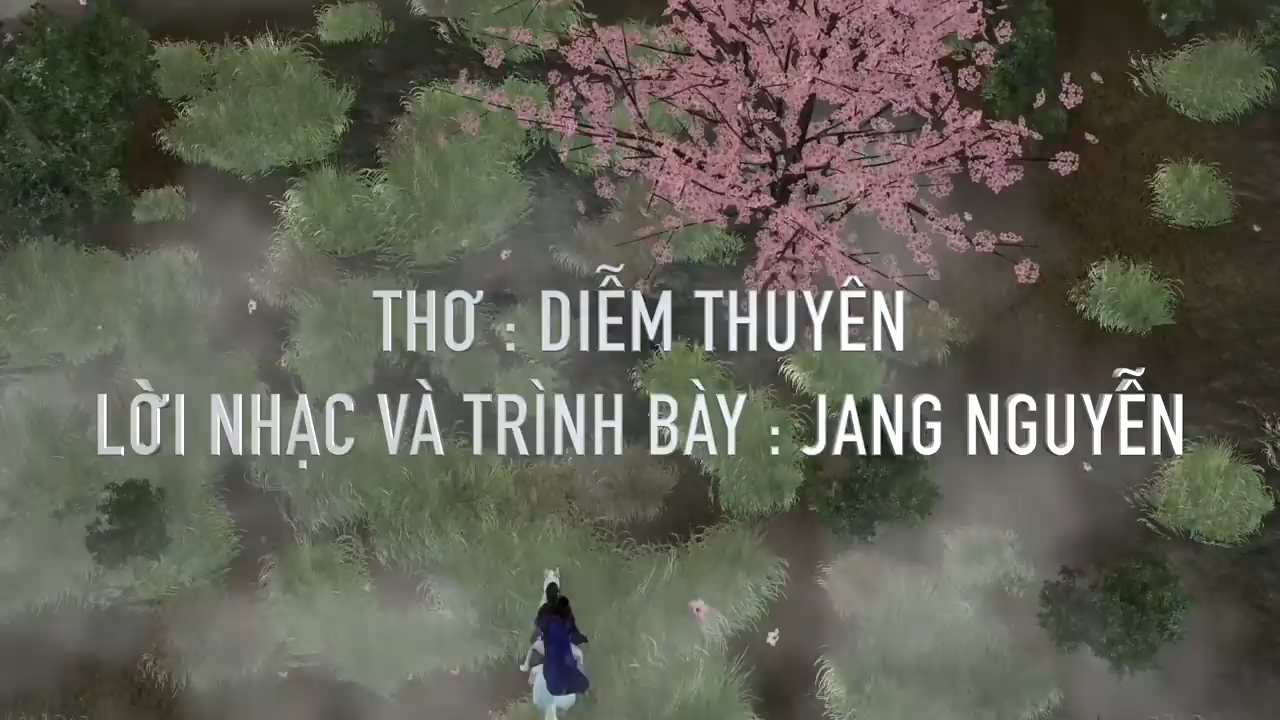 THƠ : DIỄM THUYÊN
LỜI NHẠC VÀ TRÌNH BÀY : JANG NGUYỄN